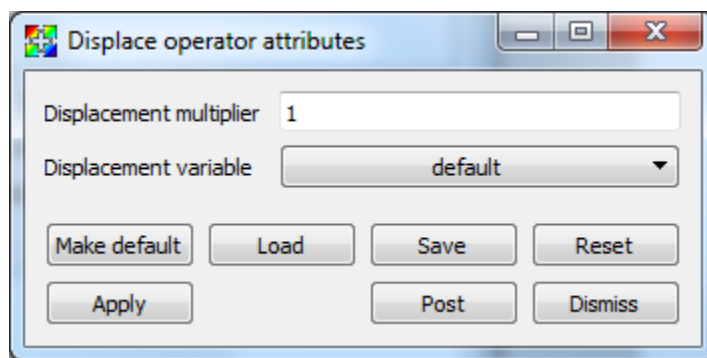 Displace operator attributes
Displacement multiplier 1
Displacement variable default
Make default Load Save Reset
Apply Post Dismiss